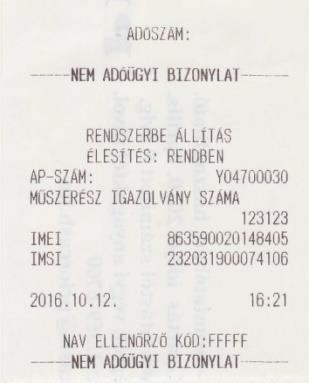 ADÓSZÁM:
------NEM ADÓÜGYI BIZONYLAT------
RENDSZERBE ÁLLÍTÁS
ÉLESÍTÉS: RENDBEN
AP-SZÁM: Y04700030
MŰSZERÉSZ IGAZOLVÁNY SZÁMA
123123
IMEI 863590020148405
IMSI 232031900074106
2016.10.12. 16:21
NAV ELLENŐRZŐ KÓD:FFFFF
------NEM ADÓÜGYI BIZONYLAT------